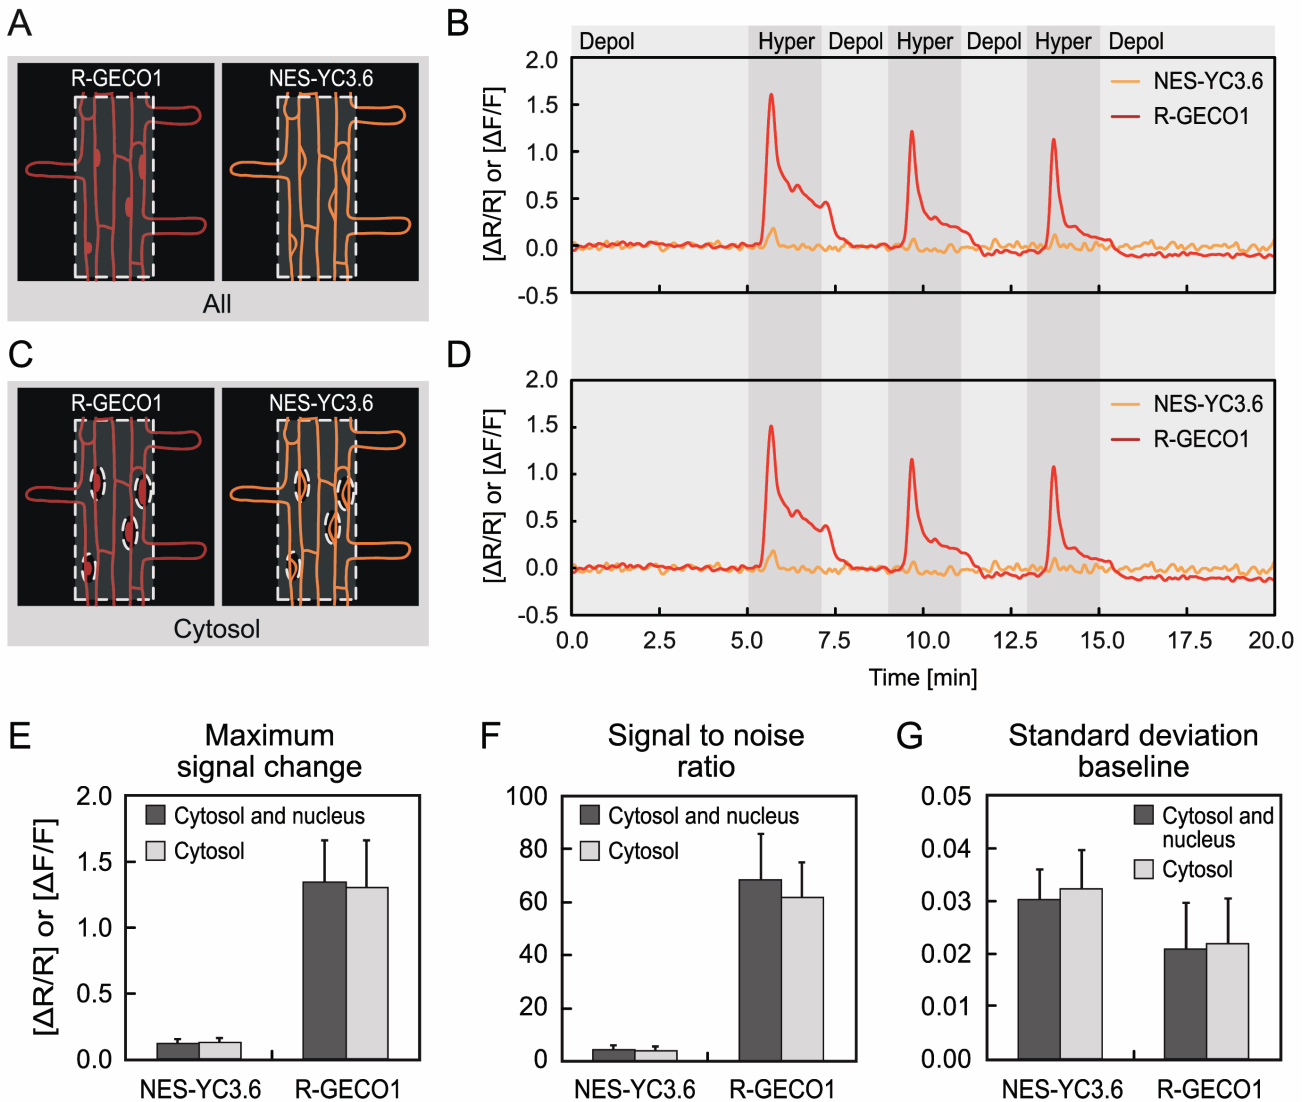 A
R-GECO1 NES-YC3.6
All
B
Depol Hyper Depol Hyper Depol Hyper Depol
[ΔR/R] or [ΔF/F]
2.0
1.5
1.0
0.5
0.0
-0.5
NES-YC3.6
R-GECO1
C
R-GECO1 NES-YC3.6
Cytosol
D
[ΔR/R] or [ΔF/F]
2.0
1.5
1.0
0.5
0.0
-0.5
NES-YC3.6
R-GECO1
0.0 2.5 5.0 7.5 10.0 12.5 15.0 17.5 20.0
Time [min]
E
Maximum
signal change
[ΔR/R] or [ΔF/F]
2.0
1.5
1.0
0.5
0.0
Cytosol and nucleus
Cytosol
NES-YC3.6 R-GECO1
F
Signal to noise
ratio
100
80
60
40
20
0
Cytosol and nucleus
Cytosol
NES-YC3.6 R-GECO1
G
Standard deviation
baseline
0.05
0.04
0.03
0.02
0.01
0.00
Cytosol and
nucleus
Cytosol
NES-YC3.6 R-GECO1